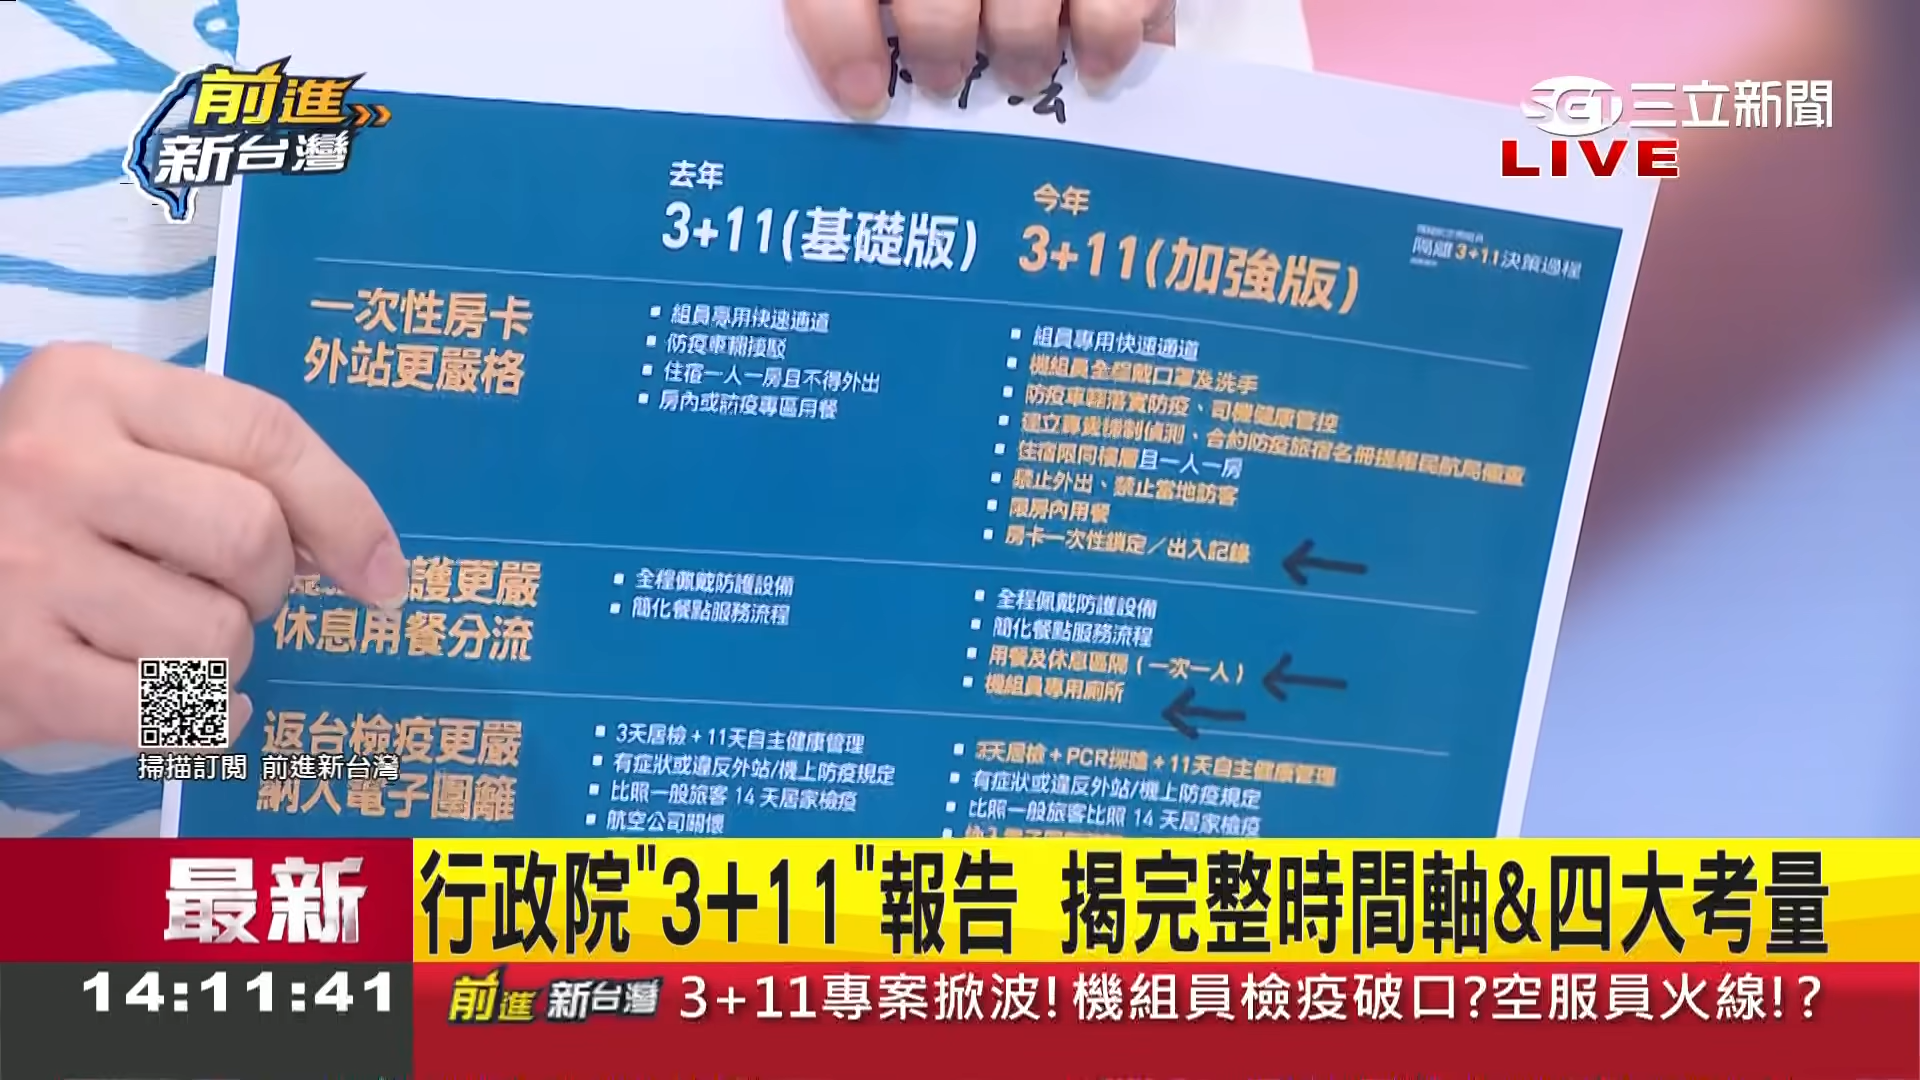 前進
新台灣
SET三立新聞
LIVE
去年
3+11(基礎版)
今年
3+11(加強版)
隔離3+11決策過程
一次性房卡
外站更嚴格
組員專用快速通道
防疫車輛接駁
住宿一人一房且不得外出
房內或防疫專區用餐
組員專用快速通道
機組員全程戴口罩及洗手
防疫車輛落實防疫、司機健康管控
住宿限同樓層且一人一房
禁止外出、禁止當地訪客
限房內用餐
房卡一次性鎖定／出入記錄
護更嚴
休息用餐分流
全程佩戴防護設備
簡化餐點服務流程
全程佩戴防護設備
簡化餐點服務流程
用餐及休息區隔（一次一人）
機組員專用廁所
返台檢疫更嚴
納入電子圍籬
3天居檢+11天自主健康管理
有症狀或違反外站/機上防疫規定
比照一般旅客 14 天居家檢疫
航空公司關懷
3天居檢+PCR採檢+11天自主健康管理
有症狀或違反外站/機上防疫規定
比照一般旅客比照 14 天居家檢疫
掃描訂閱 前進新台灣
最新
行政院"3+11"報告 揭完整時間軸&四大考量
14:11:41
前進新台灣 3+11專案掀波!機組員檢疫破口?空服員火線!?